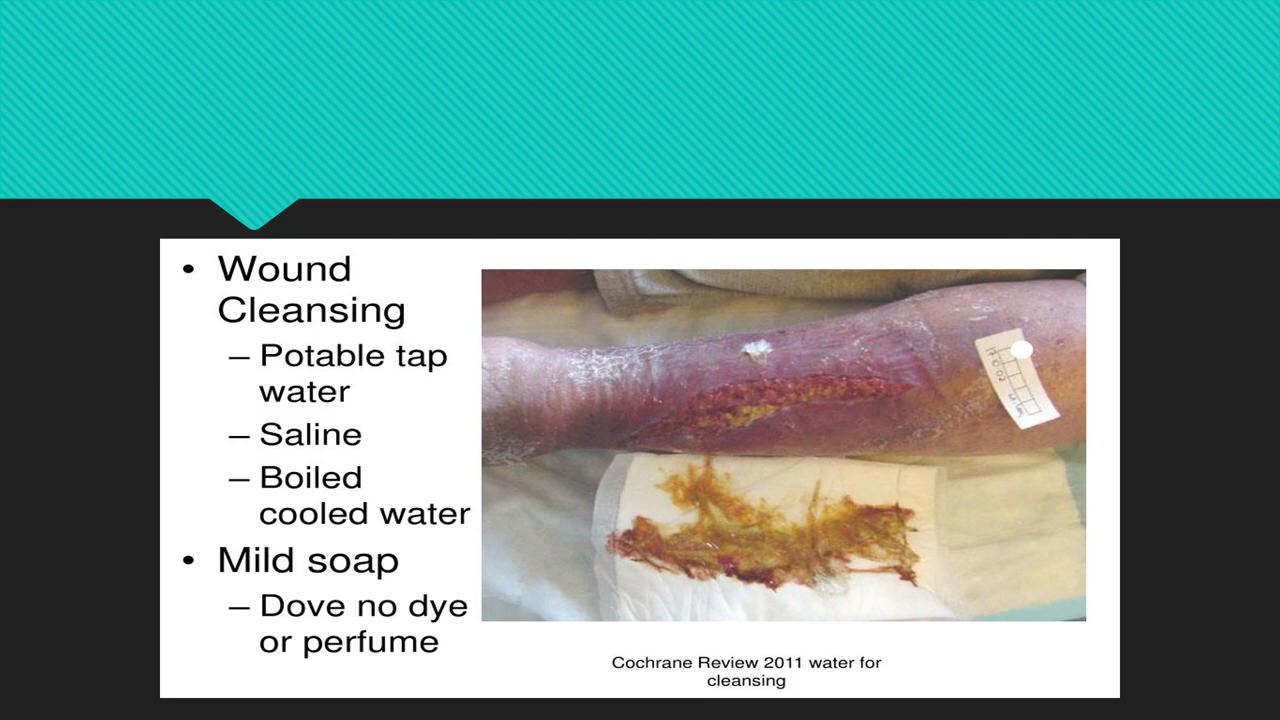 • Wound
Cleansing
– Potable tap
water
– Saline
– Boiled
cooled water
• Mild soap
– Dove no dye
or perfume
Cochrane Review 2011 water for
cleansing